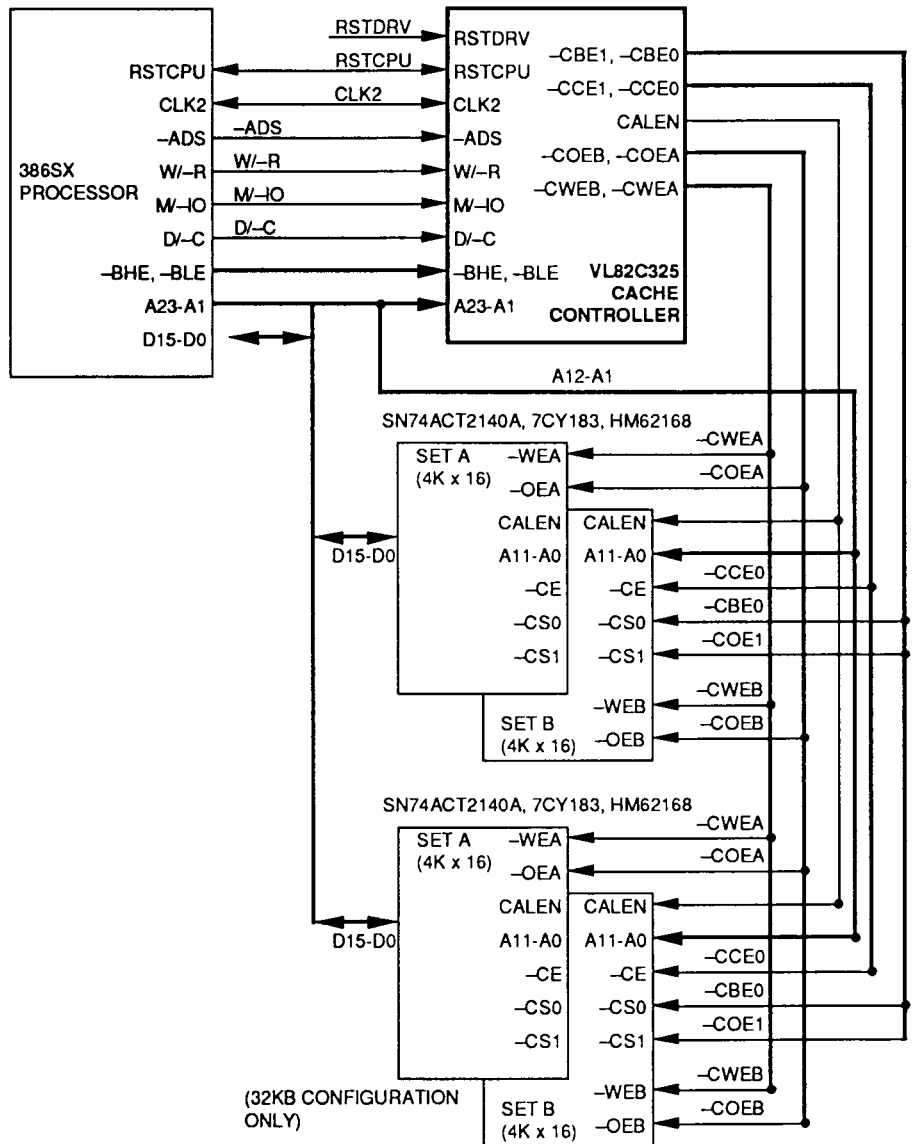 RSTDRV
RSTDRV
RSTCPU
RSTCPU
RSTCPU
CLK2
CLK2
CLK2
–ADS
–ADS
–ADS
W/–R
W/–R
W/–R
M/–IO
M/–IO
M/–IO
D/–C
D/–C
D/–C
–BHE, –BLE
–BHE, –BLE
A23-A1
A23-A1
D15-D0
386SX
PROCESSOR
–CBE1, –CBE0
–CCE1, –CCE0
CALEN
–COEB, –COEA
–CWEB, –CWEA
VL82C325
CACHE
CONTROLLER
A12-A1
SN74ACT2140A, 7CY183, HM62168
SET A
(4K x 16)
–WEA
–CWEA
–OEA
–COEA
CALEN
CALEN
D15-D0
A11-A0
A11-A0
–CE
–CE
–CCE0
–CS0
–CS0
–CBE0
–CS1
–CS1
–COE1
–WEB
–CWEB
SET B
(4K x 16)
–OEB
–COEB
SN74ACT2140A, 7CY183, HM62168
SET A
(4K x 16)
–WEA
–CWEA
–OEA
–COEA
CALEN
CALEN
D15-D0
A11-A0
A11-A0
–CE
–CE
–CCE0
–CS0
–CS0
–CBE0
–CS1
–CS1
–COE1
–WEB
–CWEB
(32KB CONFIGURATION
ONLY)
SET B
(4K x 16)
–OEB
–COEB